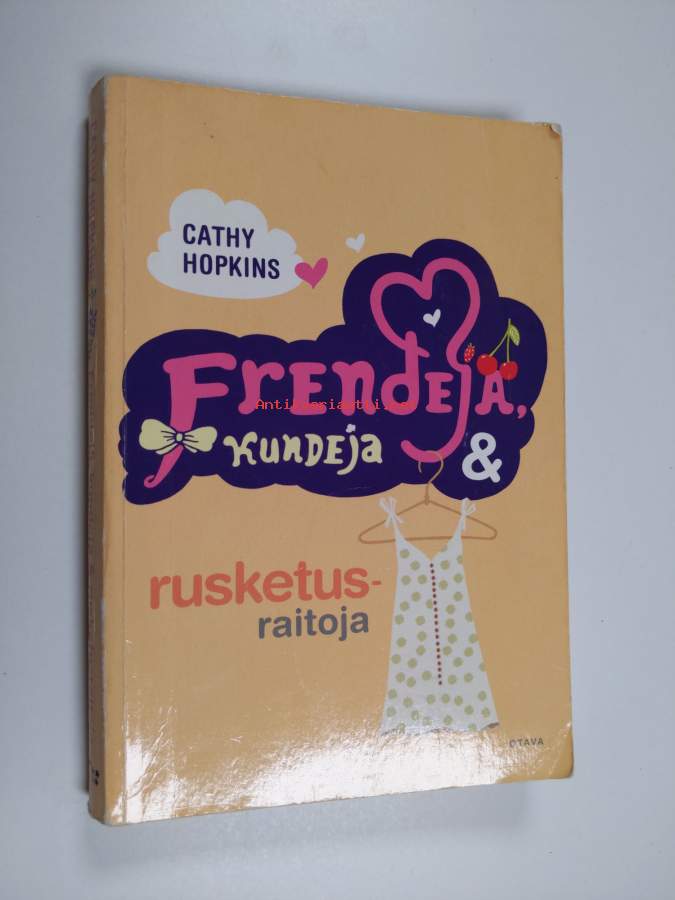 CATHY
HOPKINS
FRENDEJÄ,
KUNDEJA
&
rusketus-
raitoja
OTAVA